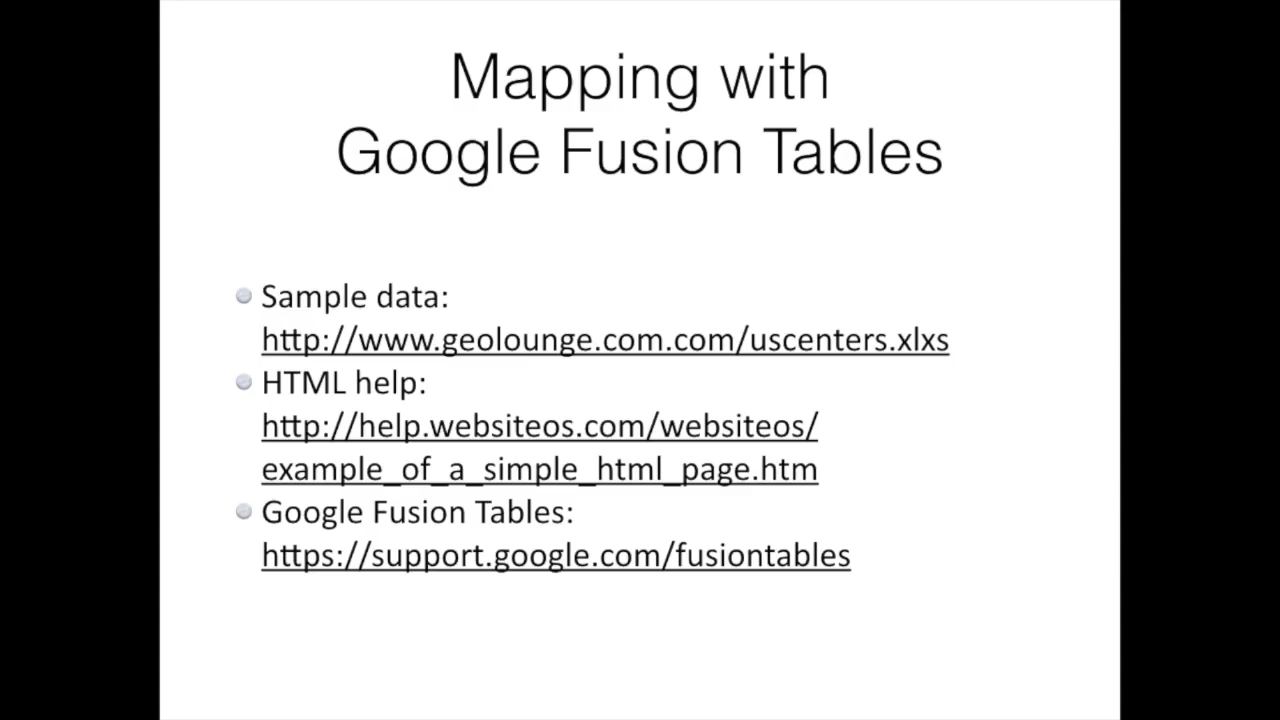 Mapping with
Google Fusion Tables
Sample data:
http://www.geolounge.com.com/uscenters.xlxs
HTML help:
http://help.websiteos.com/websiteos/
example_of_a_simple_html_page.htm
Google Fusion Tables:
https://support.google.com/fusiontables